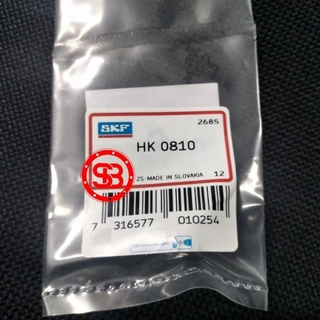 SKF
2685
HK 0810
SB
ZS-MADE IN SLOVAKIA 12
7 316577 010254